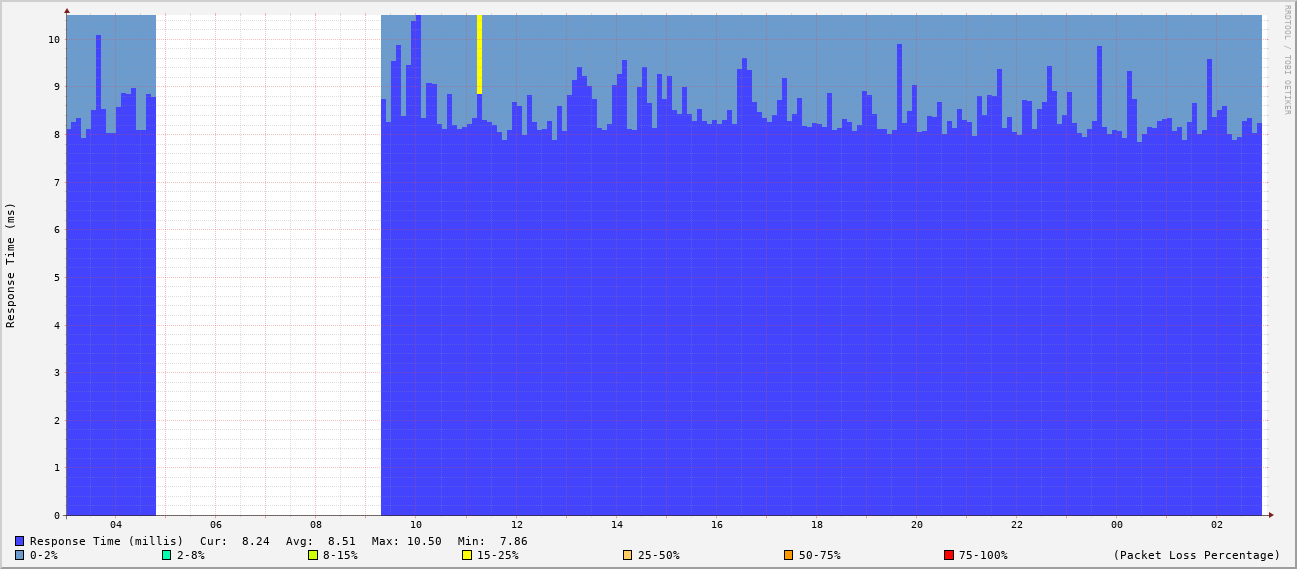 RRDTOOL / TOBI OETIKER
Response Time (ms)
10
9
8
7
6
5
4
3
2
1
0
04 06 08 10 12 14 16 18 20 22 00 02
Response Time (millis) Cur: 8.24 Avg: 8.51 Max: 10.50 Min: 7.86
0-2% 2-8% 8-15% 15-25% 25-50% 50-75% 75-100% (Packet Loss Percentage)